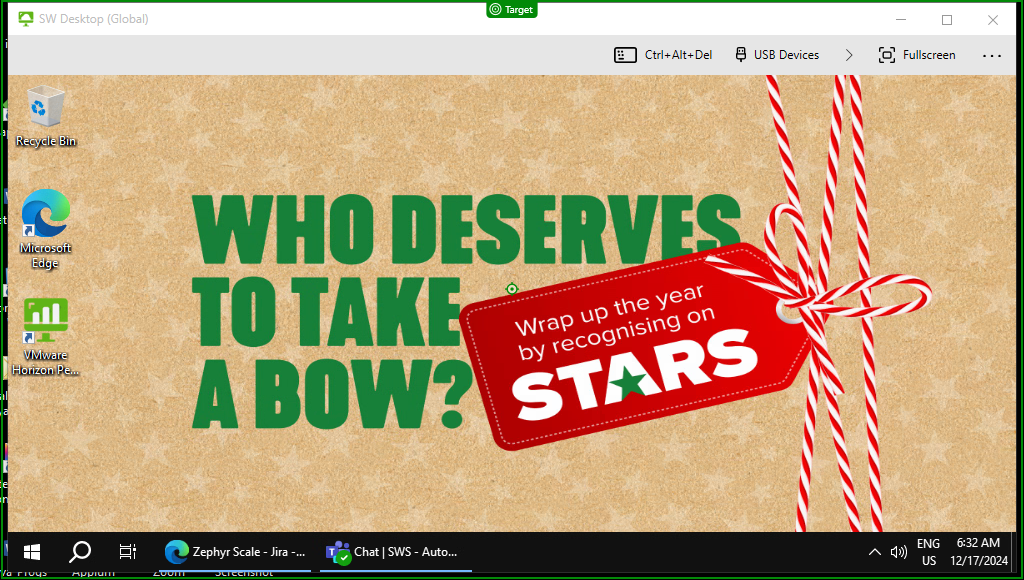 Target
SW Desktop (Global)
Ctrl+Alt+Del
USB Devices
Fullscreen
Recycle Bin
Microsoft
Edge
VMware
Horizon Pe...
WHO DESERVES
TO TAKE
A BOW?
Wrap up the year
by recognising on
STARS
Zephyr Scale - Jira -...
Chat | SWS - Auto...
ENG
US
6:32 AM
12/17/2024
Appium
Zoom
Screenshot